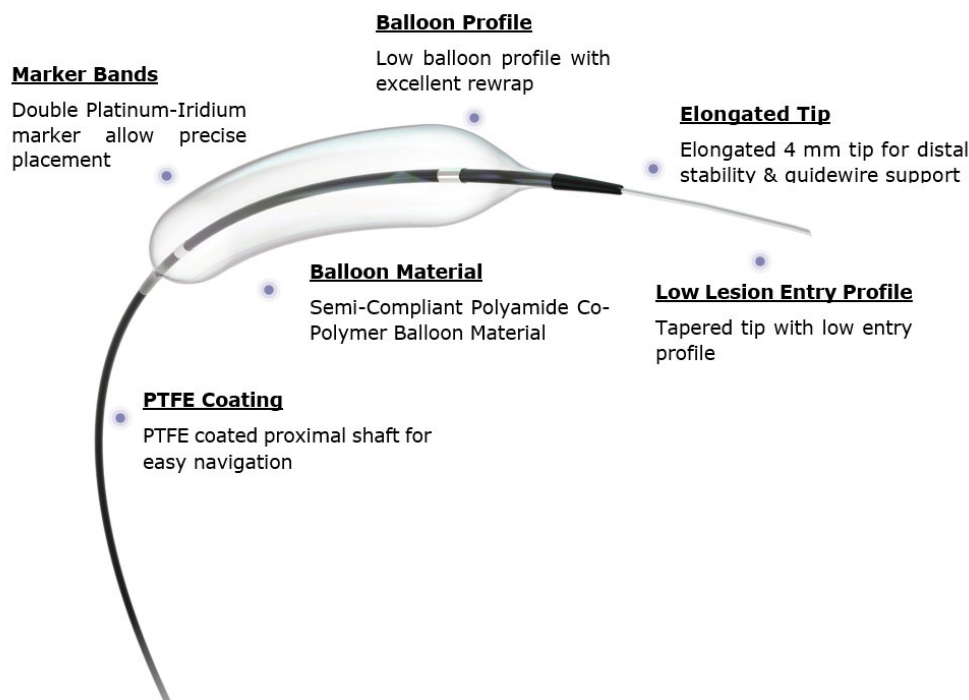 Balloon Profile
Low balloon profile with
excellent rewrap
Marker Bands
Double Platinum-Iridium
marker allow precise
placement
Elongated Tip
Elongated 4 mm tip for distal
stability & guidewire support
Balloon Material
Semi-Compliant Polyamide Co-
Polymer Balloon Material
Low Lesion Entry Profile
Tapered tip with low entry
profile
PTFE Coating
PTFE coated proximal shaft for
easy navigation